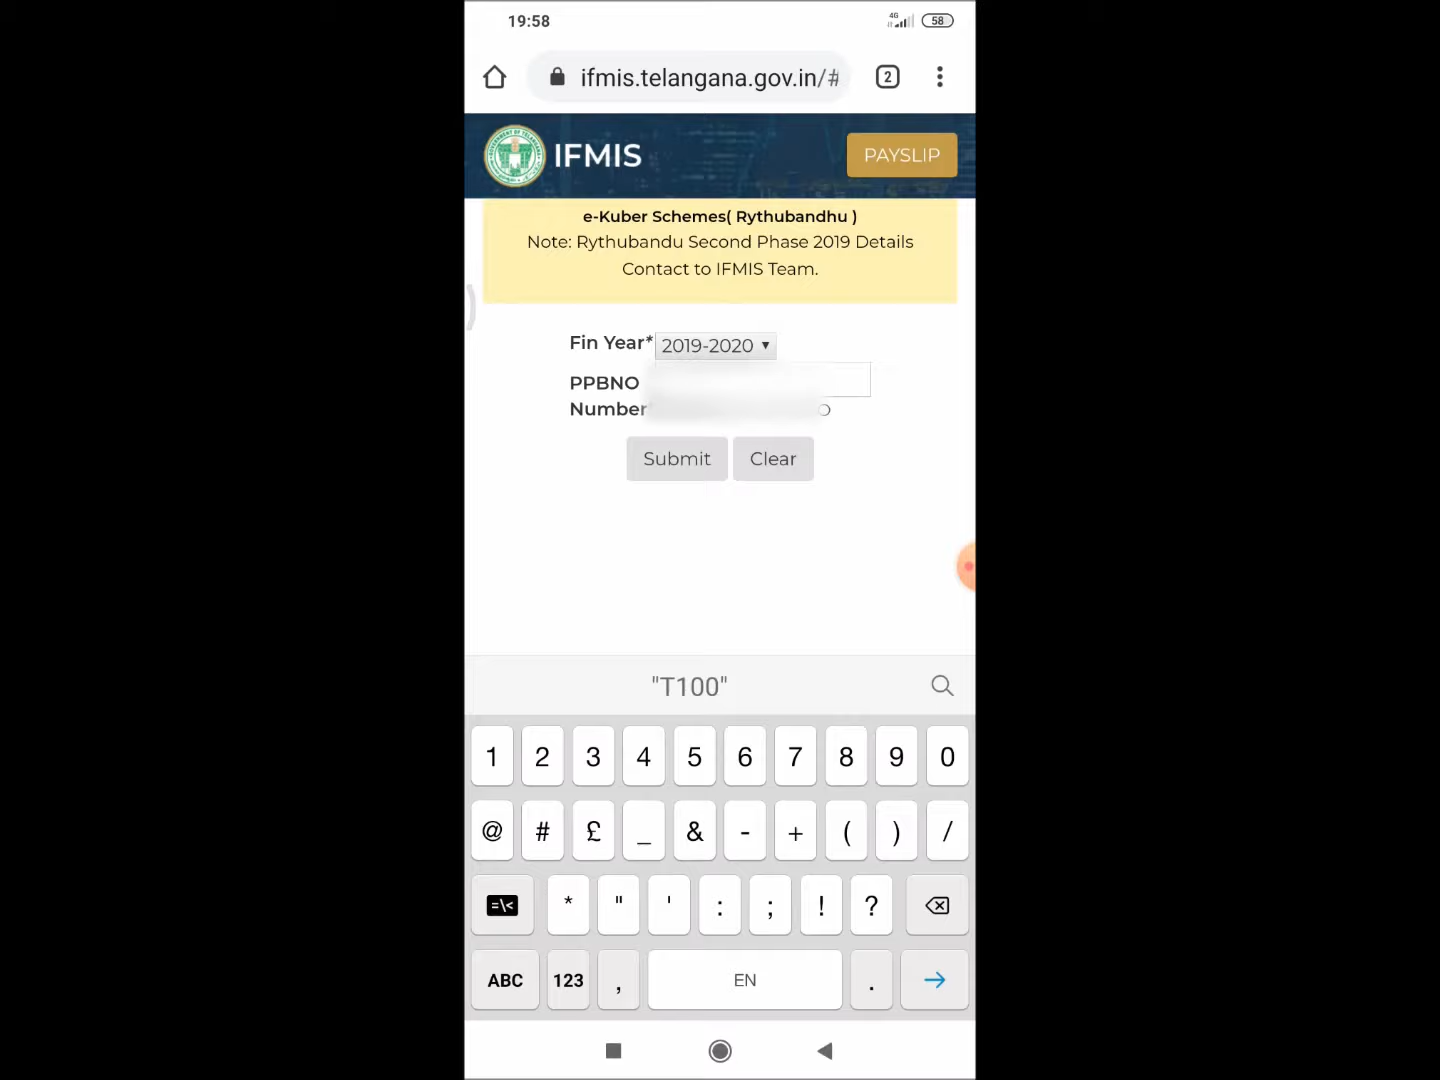 19:58
4G
58
ifmis.telangana.gov.in/#
2
IFMIS
PAYSLIP
e-Kuber Schemes( Rythubandhu )
Note: Rythubandu Second Phase 2019 Details
Contact to IFMIS Team.
Fin Year* 2019-2020
PPBNO
Number
Submit Clear
"T100"
1 2 3 4 5 6 7 8 9 0
@ # £ _ & - + ( ) /
=\< * " ' : ; ! ?
ABC 123 , EN .